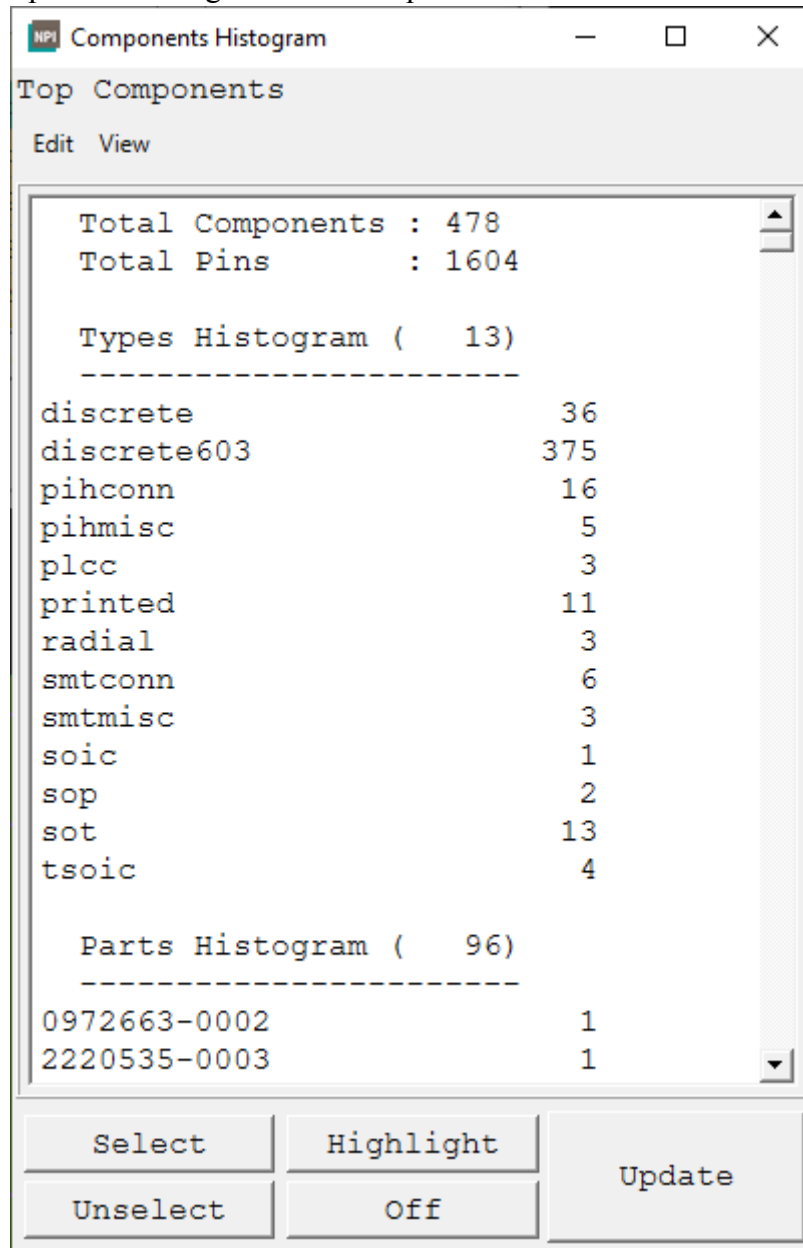 NPI Components Histogram
Top Components
Edit View
Total Components : 478
Total Pins : 1604
Types Histogram ( 13)
-----------------------
discrete 36
discrete603 375
pihconn 16
pihmisc 5
plcc 3
printed 11
radial 3
smtconn 6
smtmisc 3
soic 1
sop 2
sot 13
tsoic 4
Parts Histogram ( 96)
-----------------------
0972663-0002 1
2220535-0003 1
Select Highlight
Update
Unselect Off